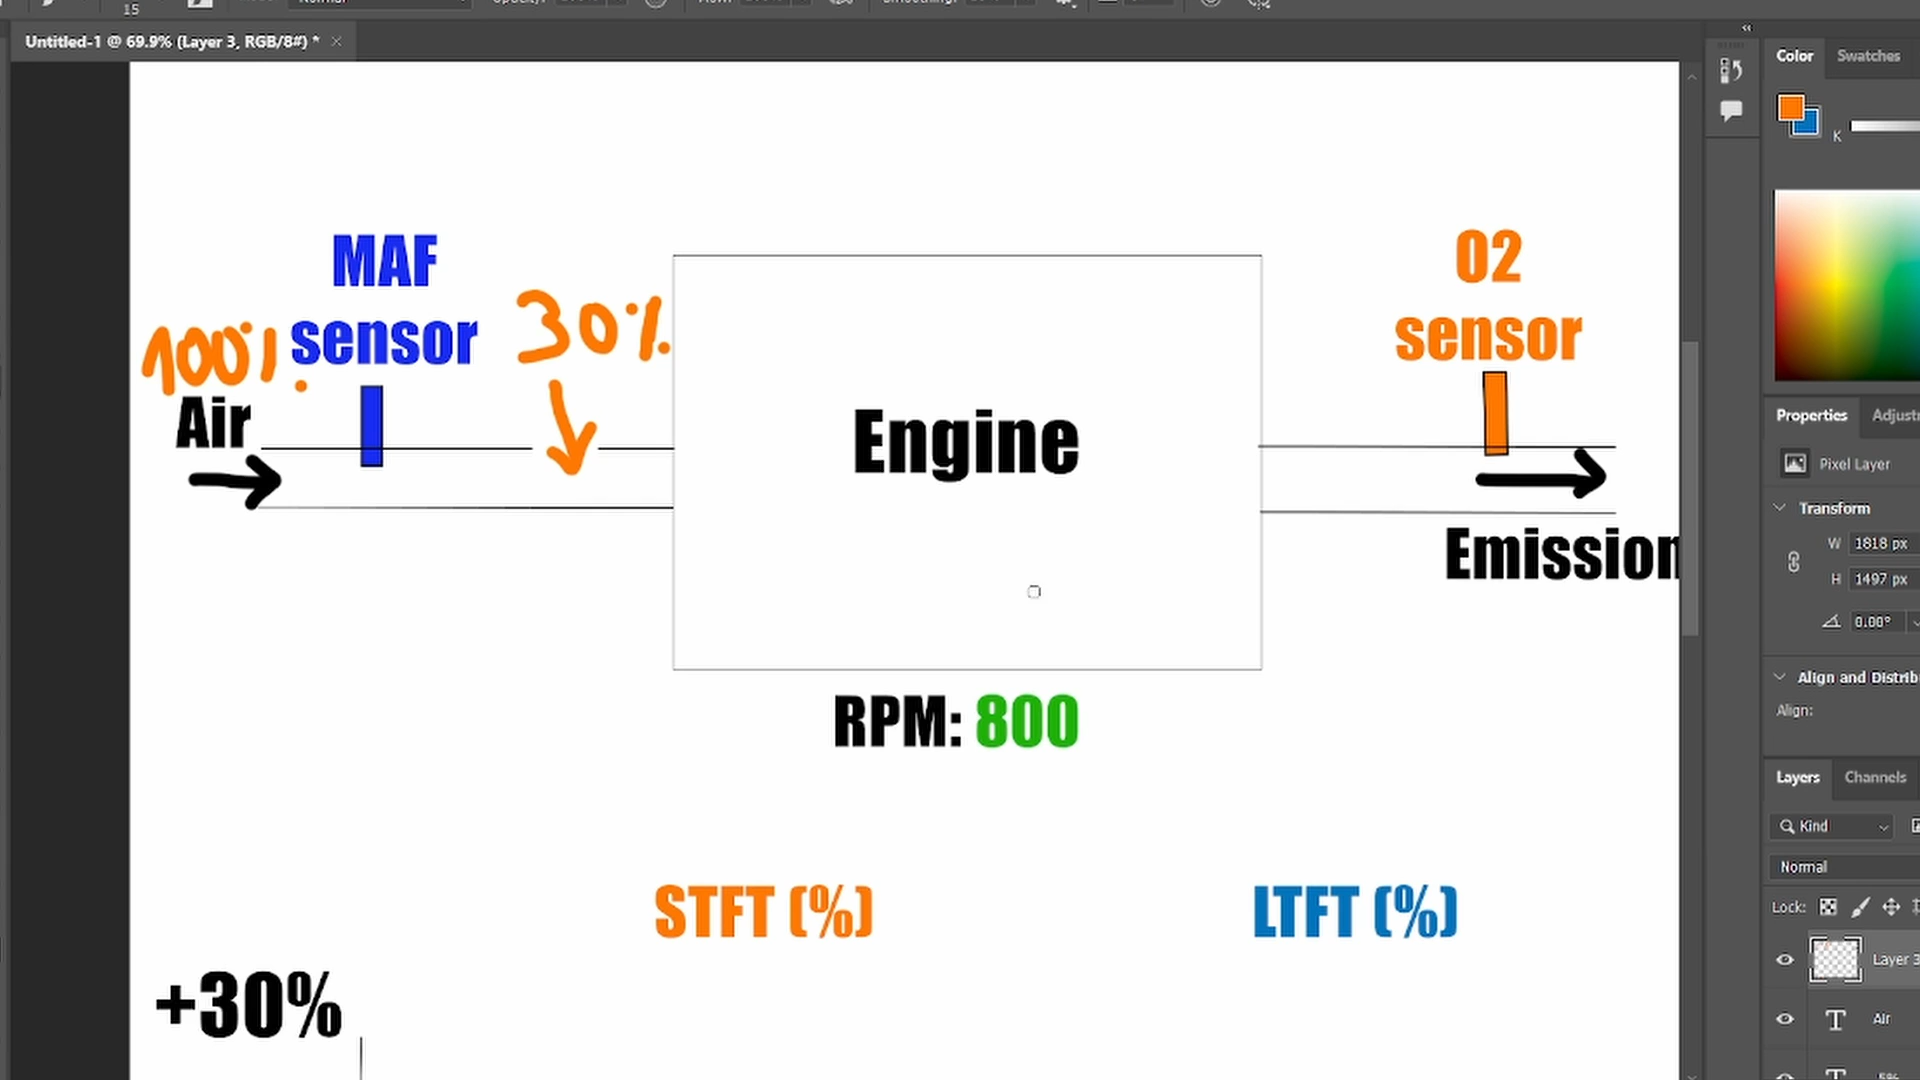 15
Untitled-1 @ 69.9% (Layer 3, RGB/8#) *
Color
Swatches
K
MAF
sensor
100%
30%
Air
Engine
O2
sensor
Emission
RPM: 800
STFT (%)
LTFT (%)
+30%
Properties
Pixel Layer
Transform
W 1818 px
H 1497 px
0.00°
Align and Distrib
Align:
Layers
Channels
Kind
Normal
Lock:
Layer 3
Air